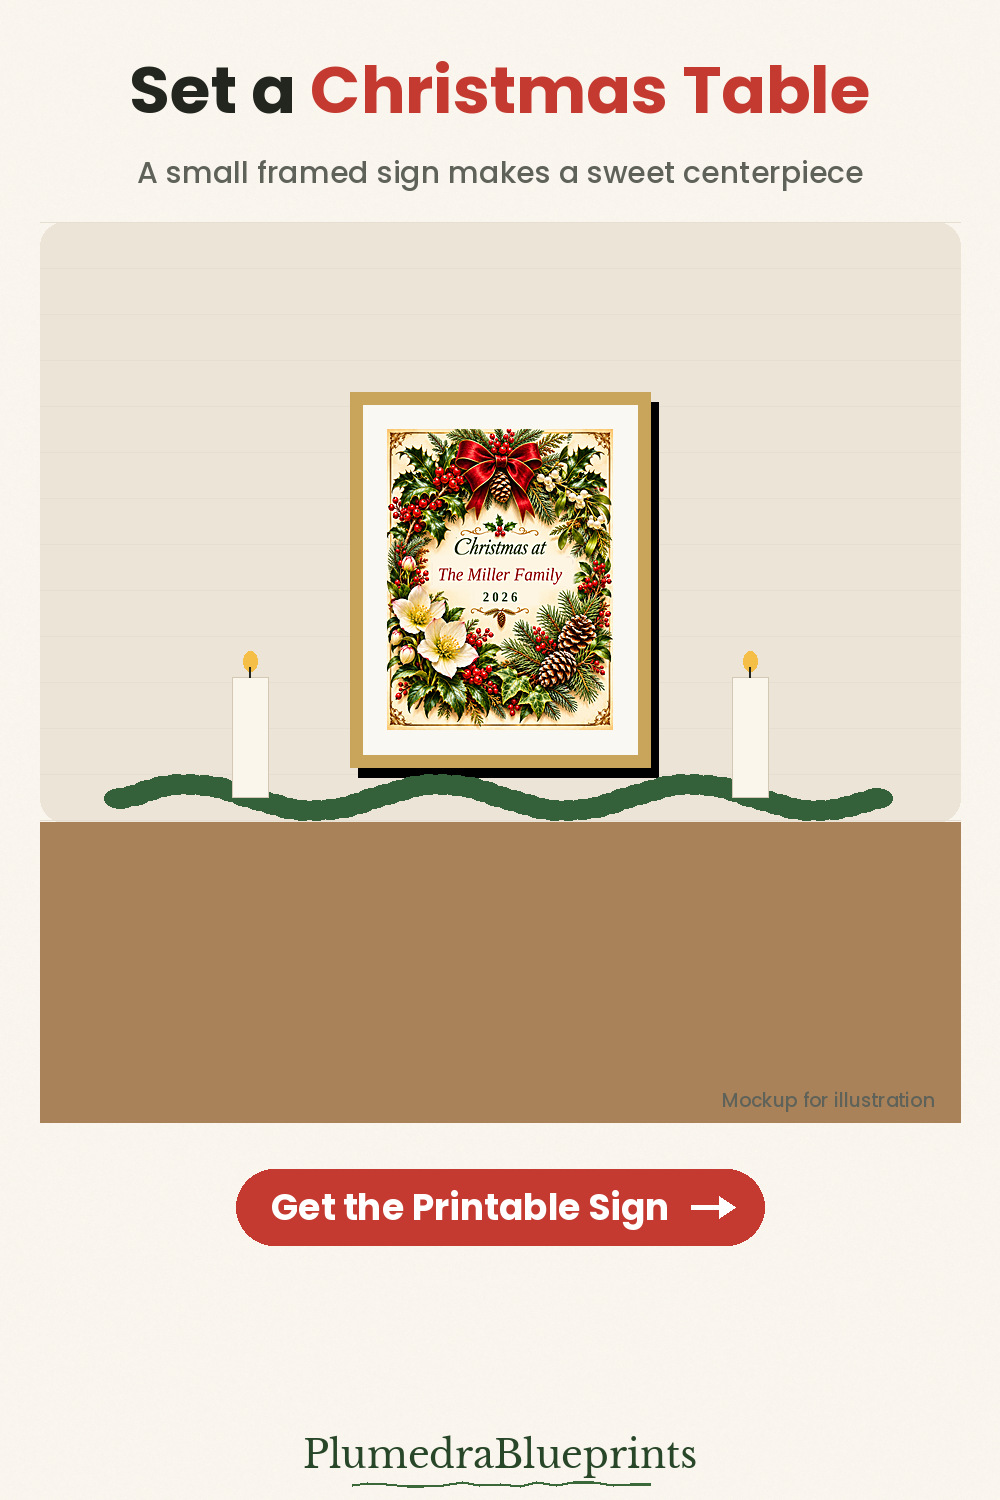 Set a Christmas Table
A small framed sign makes a sweet centerpiece
Christmas at
The Miller Family
2026
Mockup for illustration
Get the Printable Sign →
PlumedraBlueprints